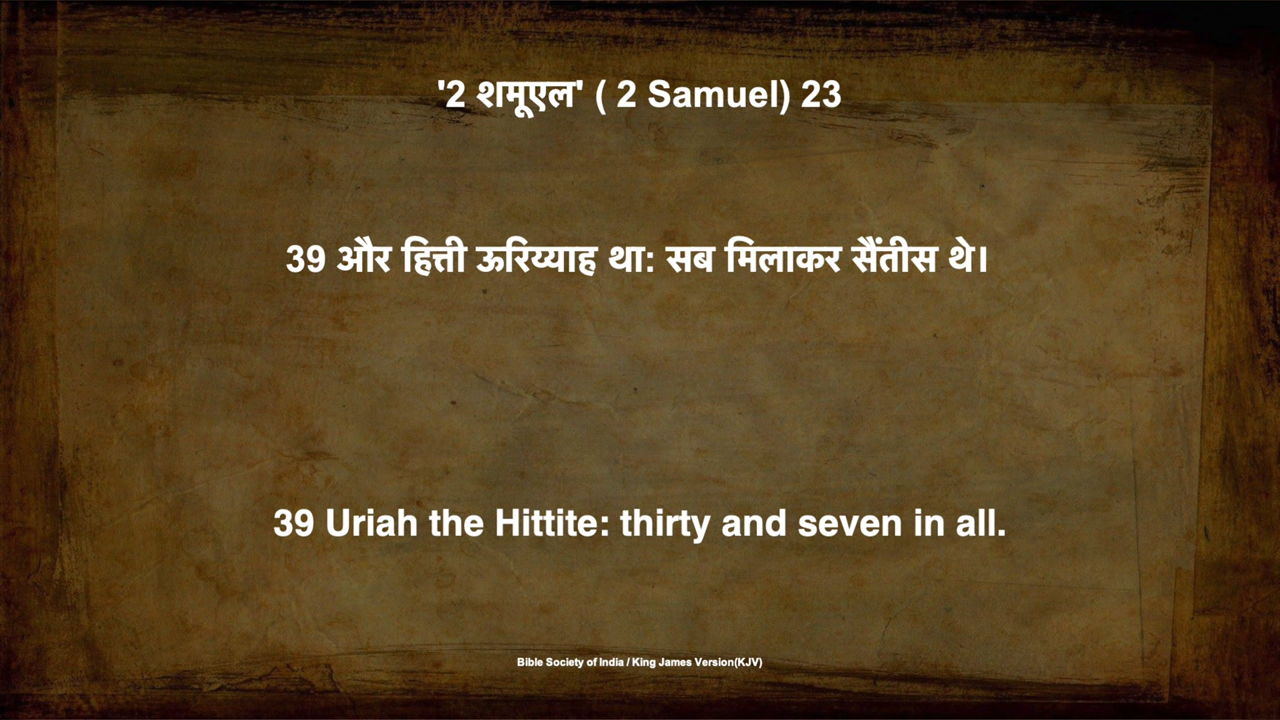 '2 शमूएल' ( 2 Samuel) 23
39 और हित्ती ऊरिय्याह था: सब मिलाकर सैंतीस थे।
39 Uriah the Hittite: thirty and seven in all.
Bible Society of India / King James Version(KJV)